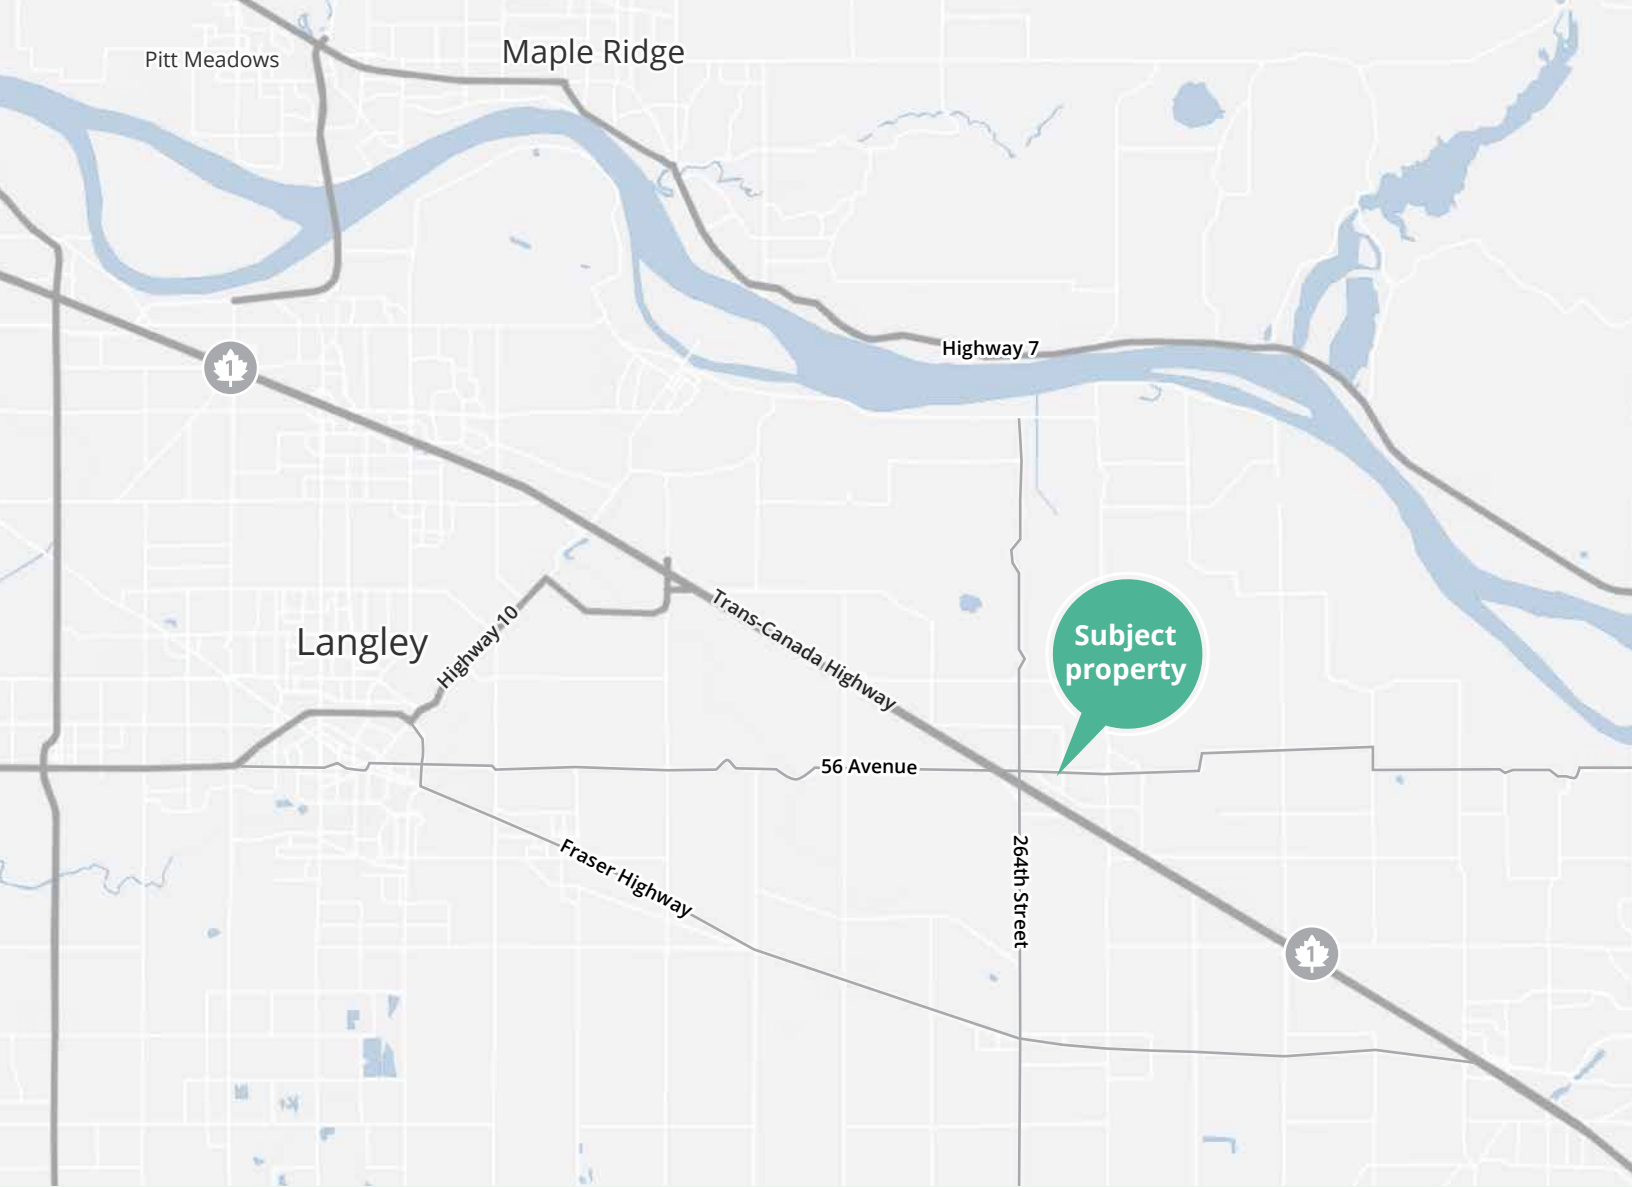 Maple Ridge
Pitt Meadows
Highway 7
1
Subject
property
Langley
Highway 10
Trans-Canada Highway
56 Avenue
Fraser Highway
264th Street
1